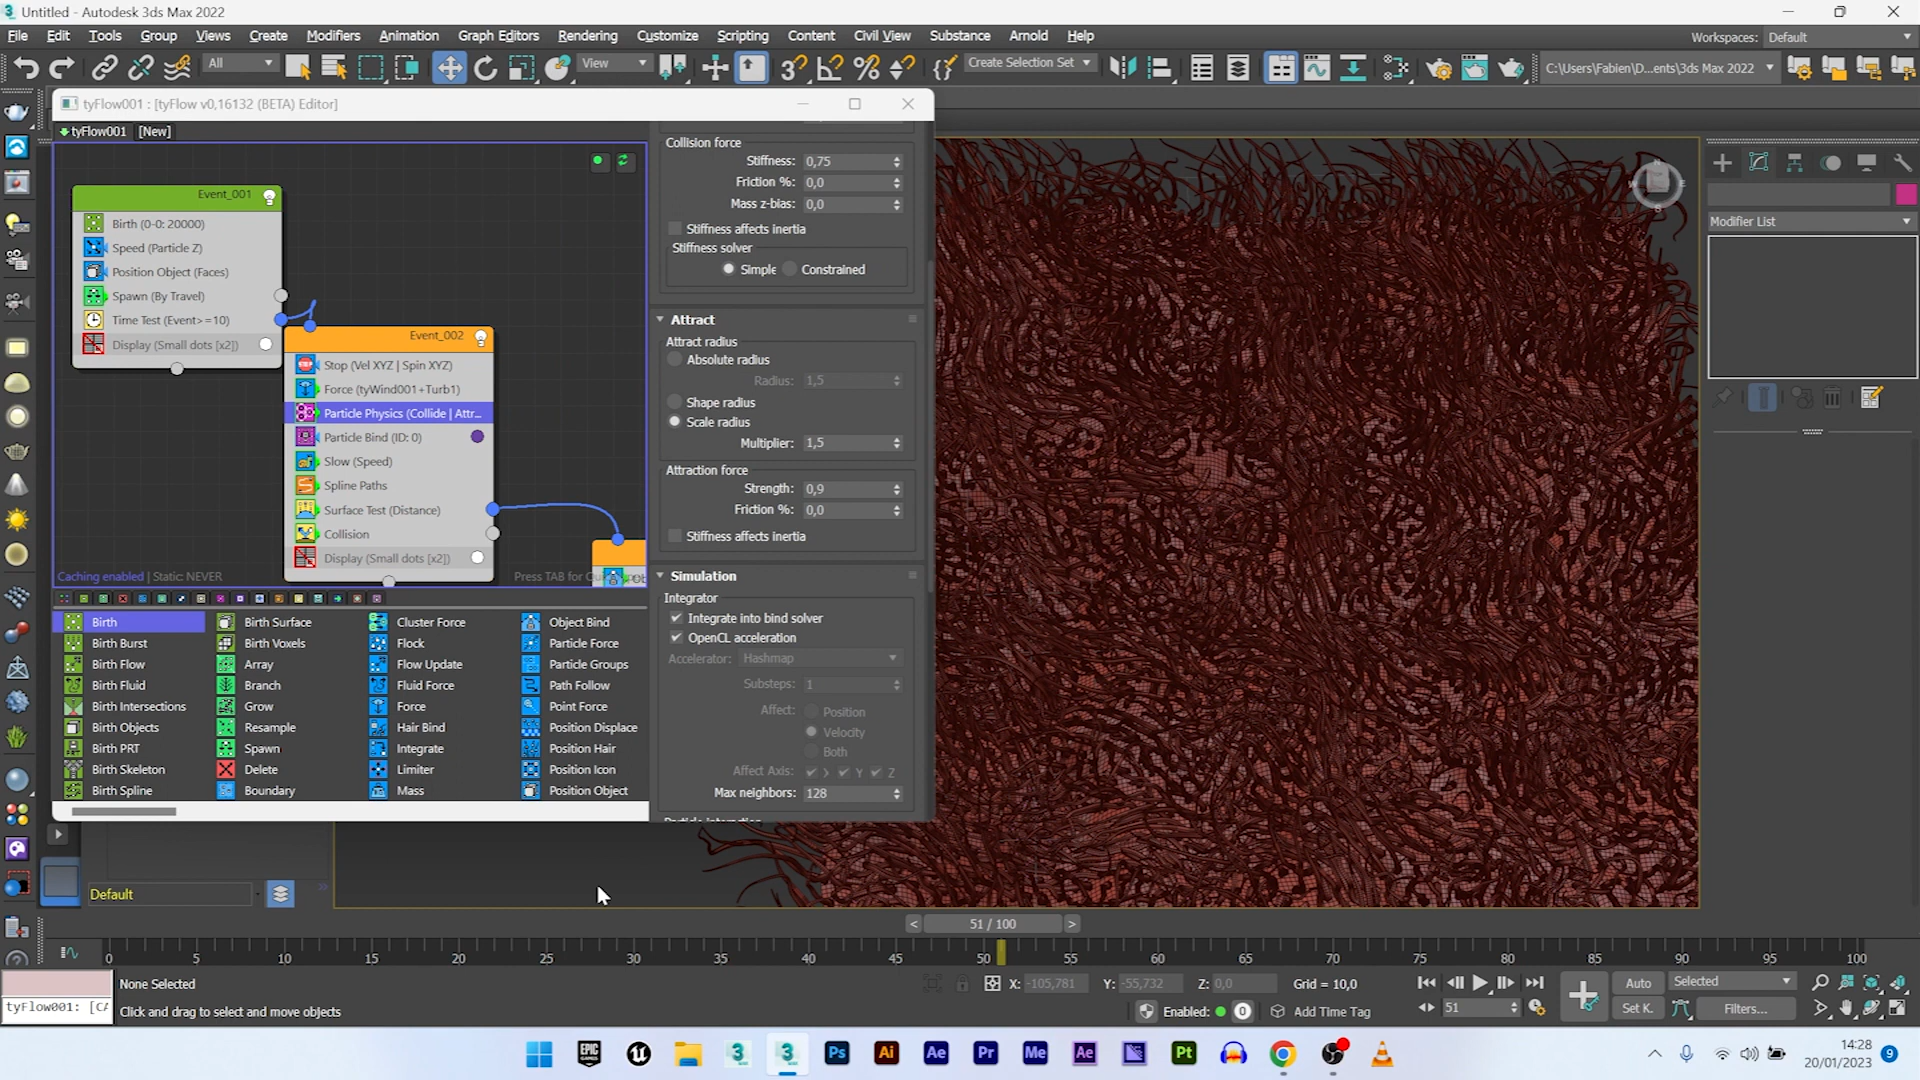 Untitled - Autodesk 3ds Max 2022
File Edit Tools Group Views Create Modifiers Animation Graph Editors Rendering Customize Scripting Content Civil View Substance Arnold Help
Workspaces: Default
All
View
Create Selection Set
C:\Users\Fabien\D...ents\3ds Max 2022
tyFlow001 : [tyFlow v0,16132 (BETA) Editor]
tyFlow001 [New]
Event_001
Birth (0-0: 20000)
Speed (Particle Z)
Position Object (Faces)
Spawn (By Travel)
Time Test (Event>=10)
Display (Small dots [x2])
Event_002
Stop (Vel XYZ | Spin XYZ)
Force (tyWind001+Turb1)
Particle Physics (Collide | Attr...
Particle Bind (ID: 0)
Slow (Speed)
Spline Paths
Surface Test (Distance)
Collision
Display (Small dots [x2])
Caching enabled | Static: NEVER
Press TAB for
Birth
Birth Burst
Birth Flow
Birth Fluid
Birth Intersections
Birth Objects
Birth PRT
Birth Skeleton
Birth Spline
Birth Surface
Birth Voxels
Array
Branch
Grow
Resample
Spawn
Delete
Boundary
Cluster Force
Flock
Flow Update
Fluid Force
Force
Hair Bind
Integrate
Limiter
Mass
Object Bind
Particle Force
Particle Groups
Path Follow
Point Force
Position Displace
Position Hair
Position Icon
Position Object
Collision force
Stiffness: 0,75
Friction %: 0,0
Mass z-bias: 0,0
Stiffness affects inertia
Stiffness solver
Simple Constrained
Attract
Attract radius
Absolute radius
Radius: 1,5
Shape radius
Scale radius
Multiplier: 1,5
Attraction force
Strength: 0,9
Friction %: 0,0
Stiffness affects inertia
Simulation
Integrator
Integrate into bind solver
OpenCL acceleration
Accelerator: Hashmap
Substeps: 1
Affect: Position
Velocity
Both
Affect Axis: X Y Z
Max neighbors: 128
Modifier List
Default
< 51 / 100 >
0 5 10 15 20 25 30 35 40 45 50 55 60 65 70 75 80 85 90 95 100
None Selected
X: -105,781 Y: -55,732 Z: 0,0 Grid = 10,0
Auto Selected
tyFlow001: [CA
Click and drag to select and move objects
Enabled: 0 Add Time Tag
51
Set K. Filters...
EPIC GAMES
3 3 Ps Ai Ae Pr Me Ae Pt
14:28
20/01/2023
9